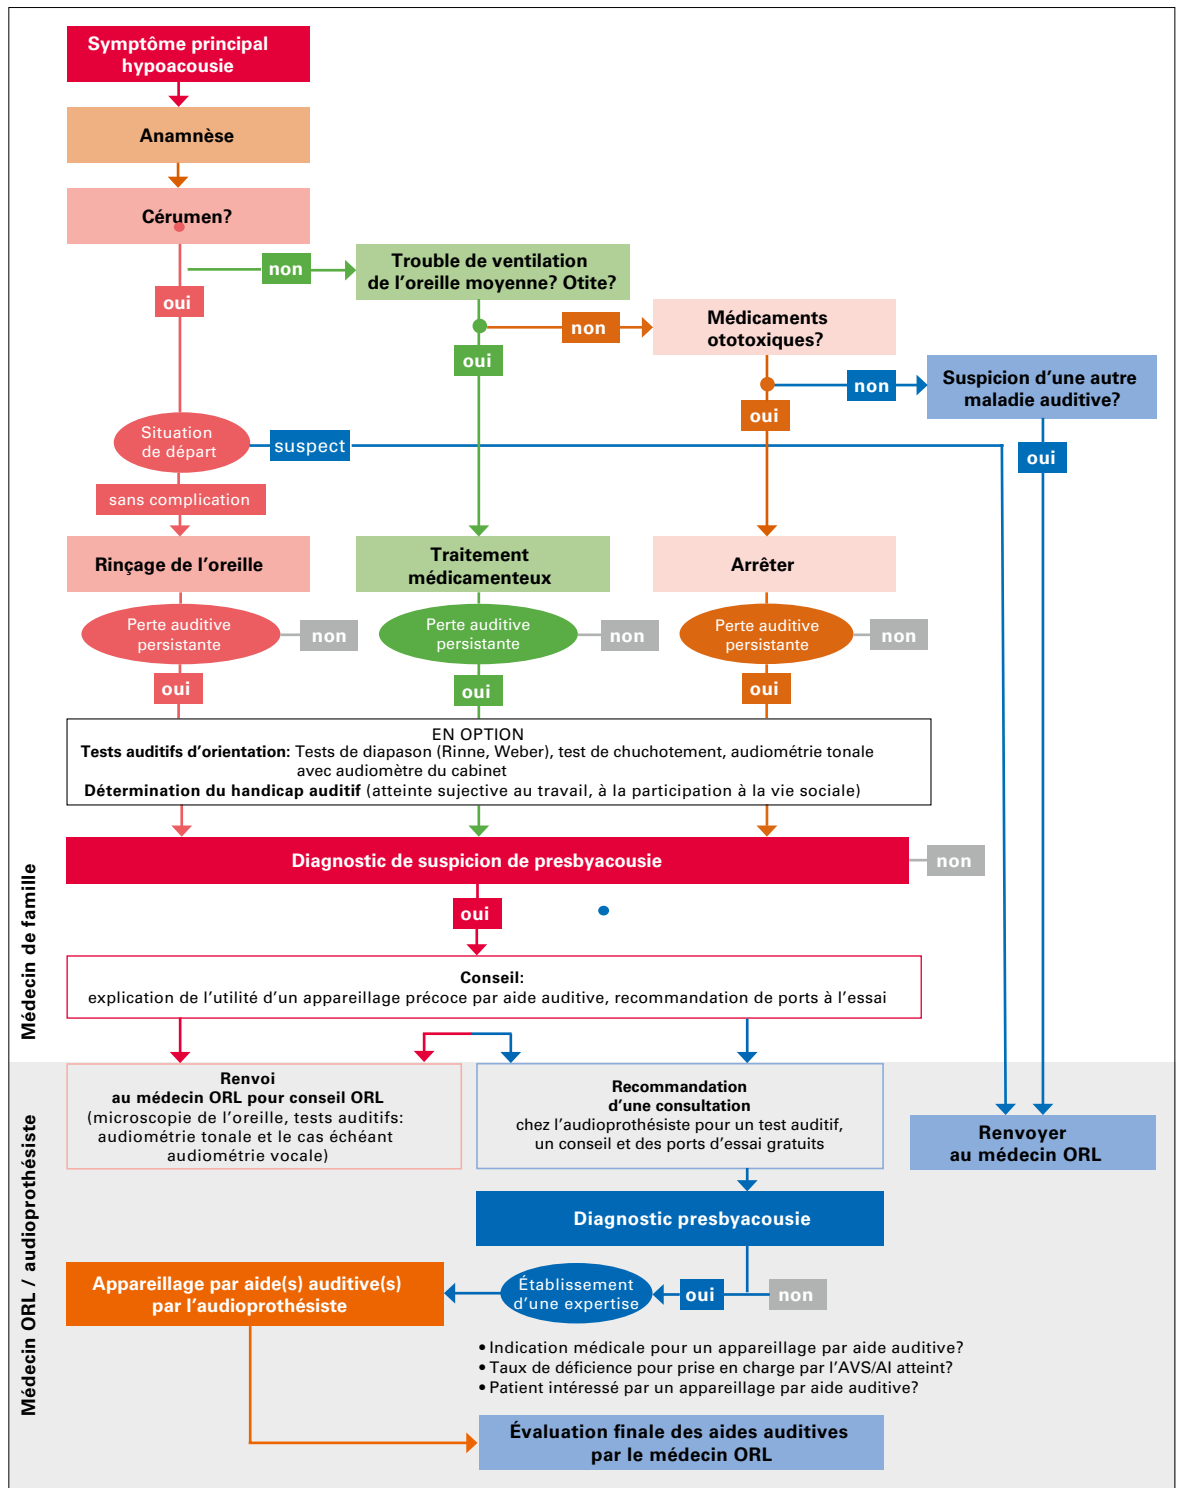 Symptôme principal
hypoacousie
Anamnèse
Cérumen?
non
Trouble de ventilation
de l'oreille moyenne? Otite?
oui
non
Médicaments
ototoxiques?
oui
non
Suspicion d'une autre
maladie auditive?
oui
oui
Situation
de départ
suspect
sans complication
Rinçage de l'oreille
Traitement
médicamenteux
Arrêter
Perte auditive
persistante
non
Perte auditive
persistante
non
Perte auditive
persistante
non
oui
oui
oui
EN OPTION
Tests auditifs d'orientation: Tests de diapason (Rinne, Weber), test de chuchotement, audiométrie tonale
avec audiomètre du cabinet
Détermination du handicap auditif (atteinte sujective au travail, à la participation à la vie sociale)
Diagnostic de suspicion de presbyacousie
non
oui
Conseil:
explication de l'utilité d'un appareillage précoce par aide auditive, recommandation de ports à l'essai
Médecin de famille
Renvoi
au médecin ORL pour conseil ORL
(microscopie de l'oreille, tests auditifs:
audiométrie tonale et le cas échéant
audiométrie vocale)
Recommandation
d'une consultation
chez l'audioprothésiste pour un test auditif,
un conseil et des ports d'essai gratuits
Renvoyer
au médecin ORL
Diagnostic presbyacousie
Appareillage par aide(s) auditive(s)
par l'audioprothésiste
Établissement
d'une expertise
oui
non
• Indication médicale pour un appareillage par aide auditive?
• Taux de déficience pour prise en charge par l'AVS/AI atteint?
• Patient intéressé par un appareillage par aide auditive?
Évaluation finale des aides auditives
par le médecin ORL
Médecin ORL / audioprothésiste